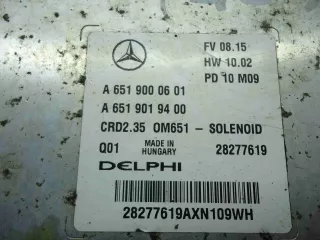 FV 08.15
HW 10.02
PD 10 M09
A 651 900 06 01
A 651 901 94 00
CRD2.35 OM651 - SOLENOID
Q01 MADE IN HUNGARY 28277619
DELPHI
28277619AXN109WH